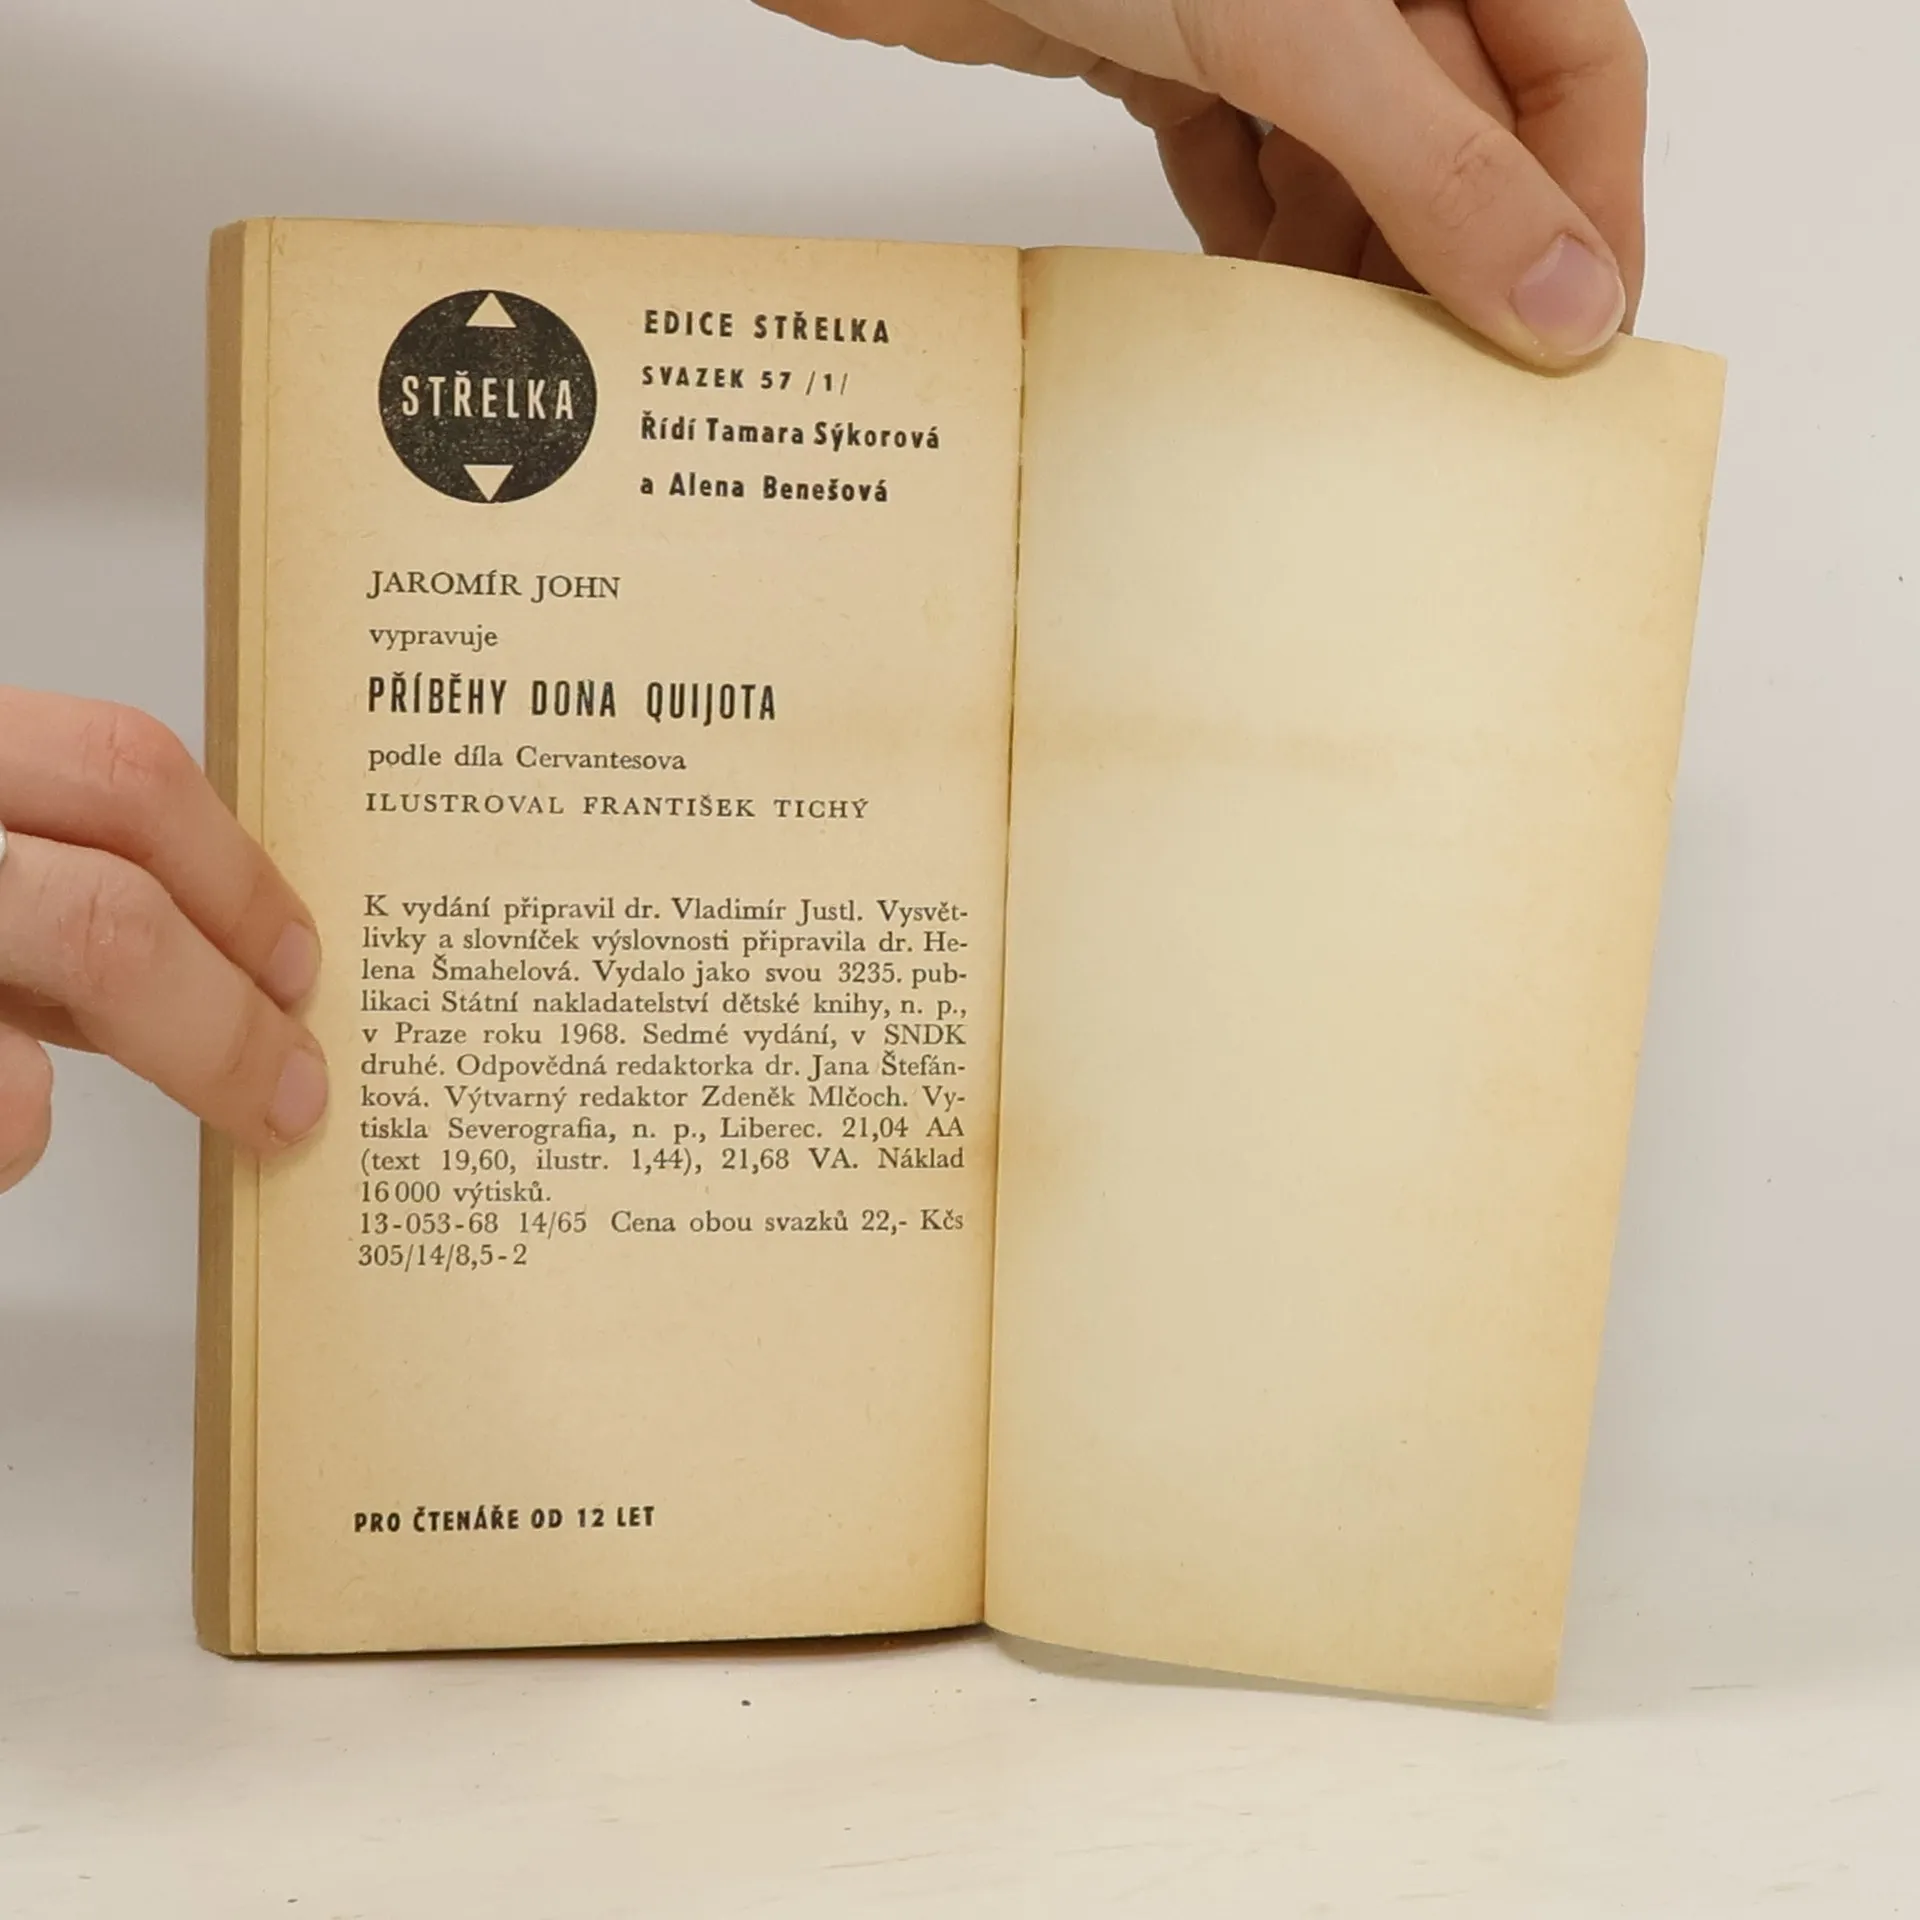 STŘELKA
EDICE STŘELKA
SVAZEK 57 /1/
Řídí Tamara Sýkorová
a Alena Benešová
JAROMÍR JOHN
vypravuje
PŘÍBĚHY DONA QUIJOTA
podle díla Cervantesova
ILUSTROVAL FRANTIŠEK TICHÝ
K vydání připravil dr. Vladimír Justl. Vysvět-
livky a slovníček výslovnosti připravila dr. He-
lena Šmahelová. Vydalo jako svou 3235. pub-
likaci Státní nakladatelství dětské knihy, n. p.,
v Praze roku 1968. Sedmé vydání, v SNDK
druhé. Odpovědná redaktorka dr. Jana Štefán-
ková. Výtvarný redaktor Zdeněk Mlčoch. Vy-
tiskla Severografia, n. p., Liberec. 21,04 AA
(text 19,60, ilustr. 1,44), 21,68 VA. Náklad
16 000 výtisků.
13-053-68 14/65 Cena obou svazků 22,- Kčs
305/14/8,5-2
PRO ČTENÁŘE OD 12 LET